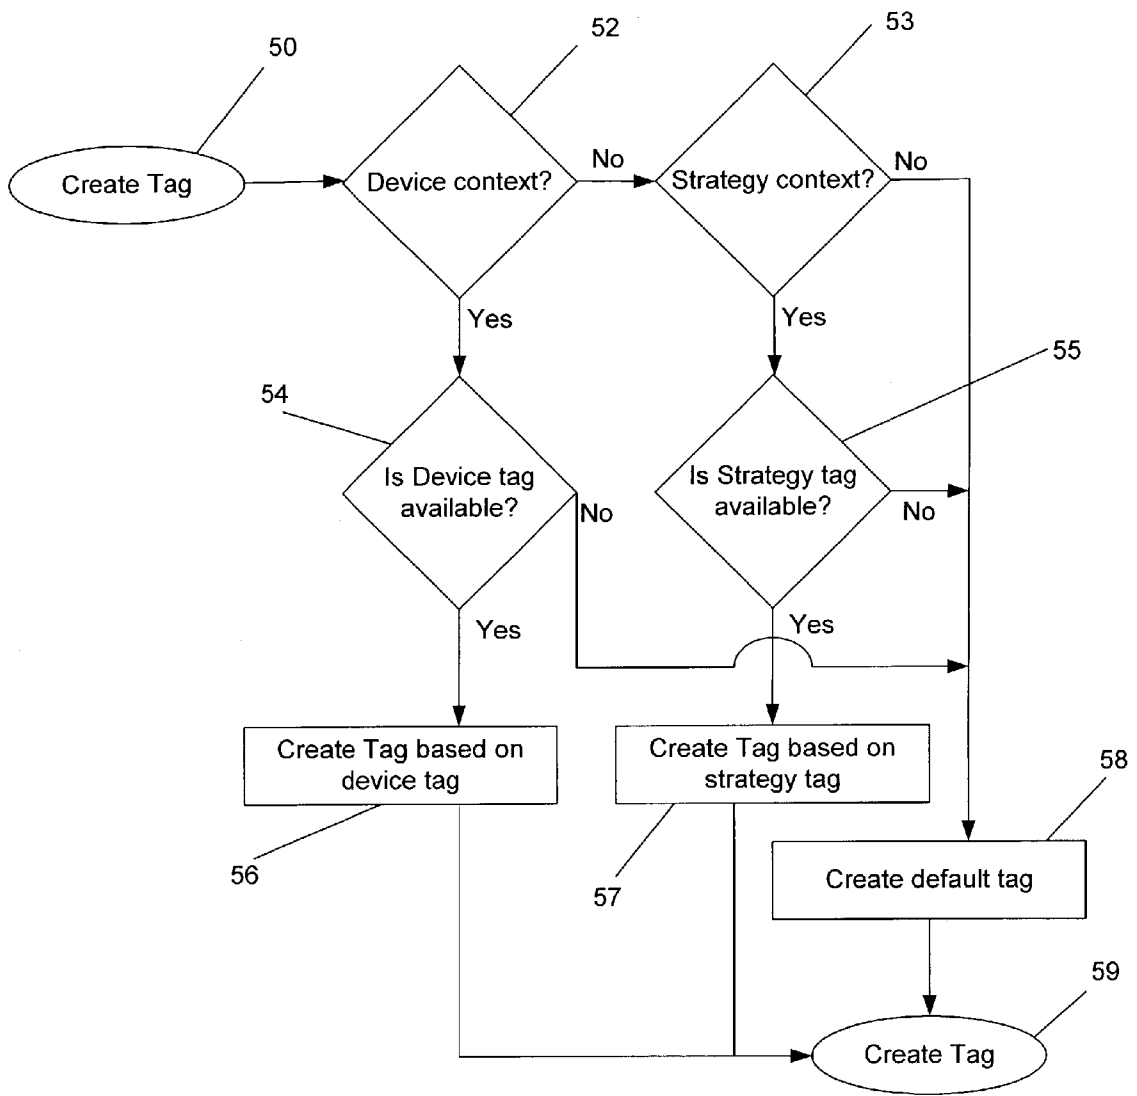 50
52
53
Create Tag
Device context?
No
Strategy context?
No
Yes
Yes
54
55
Is Device tag
available?
No
Is Strategy tag
available?
No
Yes
Yes
Create Tag based on
device tag
Create Tag based on
strategy tag
58
56
57
Create default tag
59
Create Tag